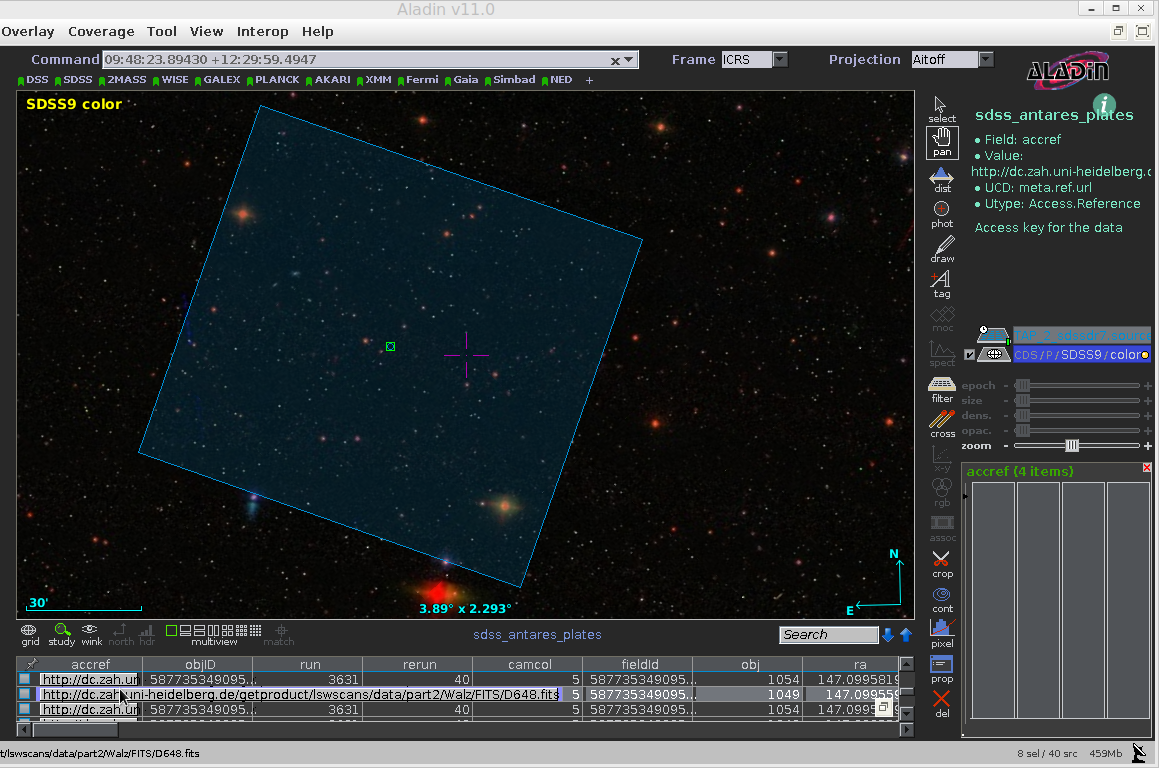 Aladin v11.0
Overlay Coverage Tool View Interop Help
Command 09:48:23.89430 +12:29:59.4947 Frame ICRS Projection Aitoff
DSS SDSS 2MASS WISE GALEX PLANCK AKARI XMM Fermi Gaia Simbad NED +
ALADIN
SDSS9 color
30'
3.89° x 2.293°
N
E
select
pan
dist
phot
draw
tag
moc
spect
filter
cross
x-y
rgb
assoc
crop
cont
pixel
prop
del
i
sdss_antares_plates
• Field: accref
• Value:
http://dc.zah.uni-heidelberg.c
• UCD: meta.ref.url
• Utype: Access.Reference
Access key for the data
CDS/P/SDSS9/color
epoch - +
size - +
dens. - +
opac. - +
zoom - +
accref (4 items)
grid study wink north hdr multiview match
sdss_antares_plates
Search
accref objID run rerun camcol fieldId obj ra
http://dc.zah.ur 587735349095... 3631 40 5 587735349095... 1054 147.0995819
http://dc.zah.uni-heidelberg.de/getproduct/lswscans/data/part2/Walz/FITS/D648.fits 5 587735349095... 1049 147.099559
http://dc.zah.ur 587735349095... 3631 40 5 587735349095... 1054 147.09958
t/lswscans/data/part2/Walz/FITS/D648.fits
8 sel / 40 src 459Mb